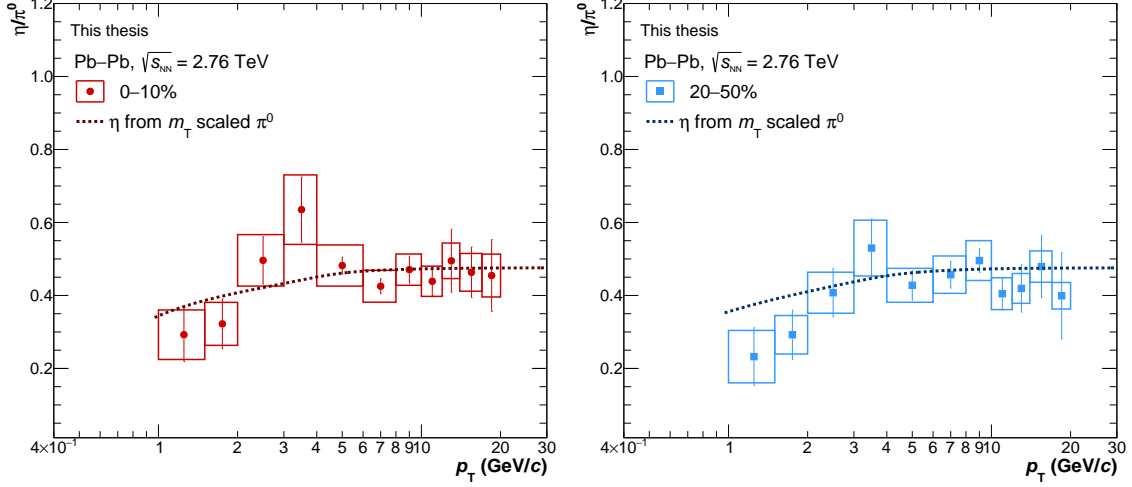 η/π⁰
1.2
1.0
0.8
0.6
0.4
0.2
This thesis
Pb–Pb, √s_NN = 2.76 TeV
0–10%
η from m_T scaled π⁰
4×10⁻¹ 1 2 3 4 5 6 7 8 9 10 20 30
p_T (GeV/c)
η/π⁰
1.2
1.0
0.8
0.6
0.4
0.2
This thesis
Pb–Pb, √s_NN = 2.76 TeV
20–50%
η from m_T scaled π⁰
4×10⁻¹ 1 2 3 4 5 6 7 8 9 10 20 30
p_T (GeV/c)